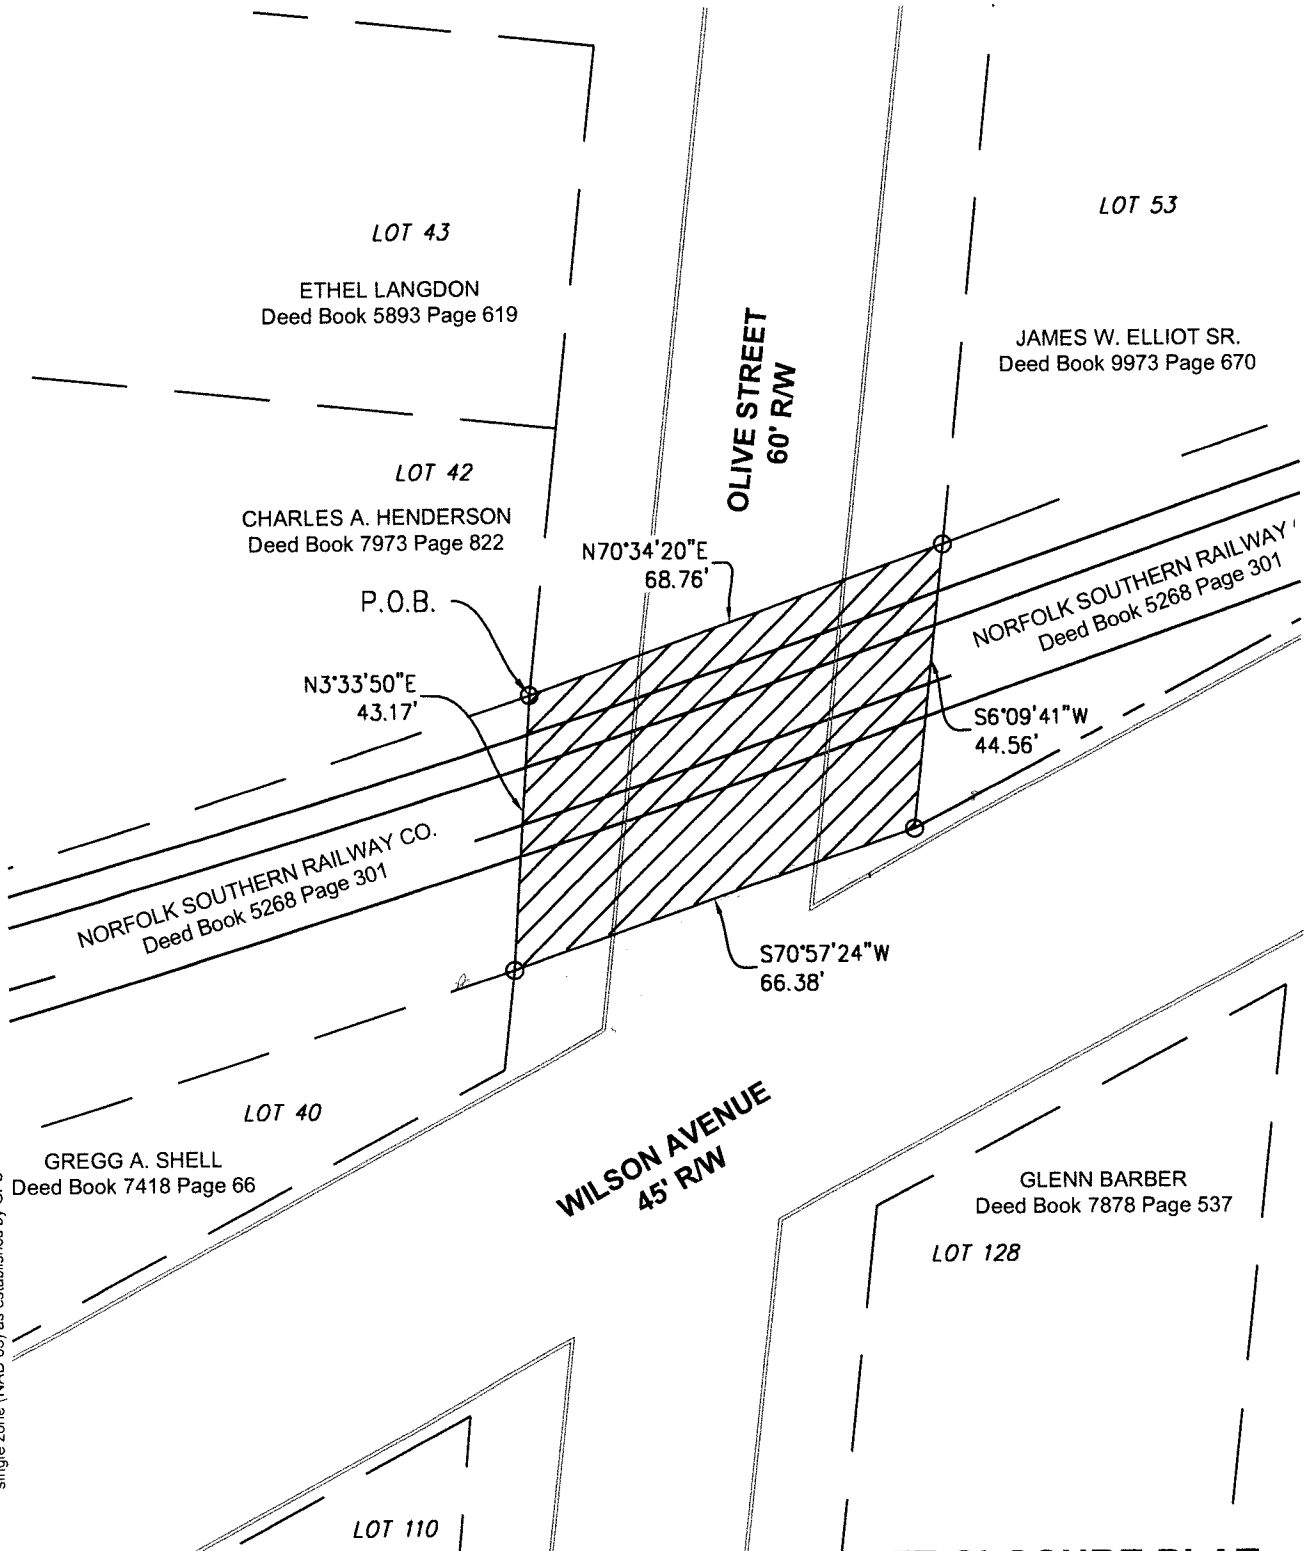 LOT 43
ETHEL LANGDON
Deed Book 5893 Page 619
LOT 53
JAMES W. ELLIOT SR.
Deed Book 9973 Page 670
OLIVE STREET
60' R/W
LOT 42
CHARLES A. HENDERSON
Deed Book 7973 Page 822
N70°34'20"E
68.76'
P.O.B.
N3°33'50"E
43.17'
NORFOLK SOUTHERN RAILWAY
Deed Book 5268 Page 301
S6°09'41"W
44.56'
NORFOLK SOUTHERN RAILWAY CO.
Deed Book 5268 Page 301
S70°57'24"W
66.38'
LOT 40
GREGG A. SHELL
Deed Book 7418 Page 66
WILSON AVENUE
45' R/W
GLENN BARBER
Deed Book 7878 Page 537
LOT 128
LOT 110